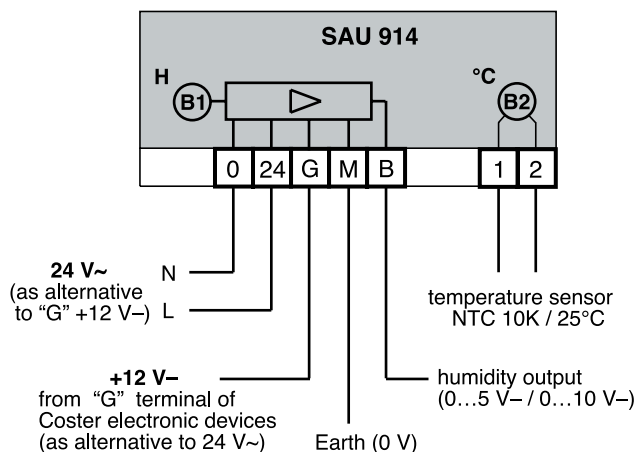 SAU 914
H
°C
B1
B2
0 24 G M B 1 2
24 V~ N
(as alternative
to “G” +12 V–) L
temperature sensor
NTC 10K / 25°C
+12 V–
from “G” terminal of
Coster electronic devices
(as alternative to 24 V~)
Earth (0 V)
humidity output
(0...5 V– / 0...10 V–)